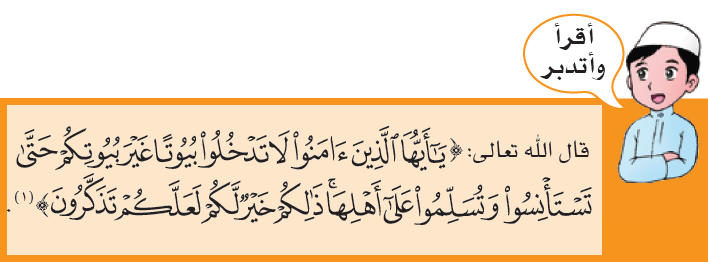 أقرأ
وأتدبر
قال الله تعالى: ﴿يَٰٓأَيُّهَا ٱلَّذِينَ ءَامَنُواْ لَا تَدۡخُلُواْ بُيُوتًا غَيۡرَ بُيُوتِكُمۡ حَتَّىٰ
تَسۡتَأۡنِسُواْ وَتُسَلِّمُواْ عَلَىٰٓ أَهۡلِهَاۚ ذَٰلِكُمۡ خَيۡرٞ لَّكُمۡ لَعَلَّكُمۡ تَذَكَّرُونَ﴾(١).